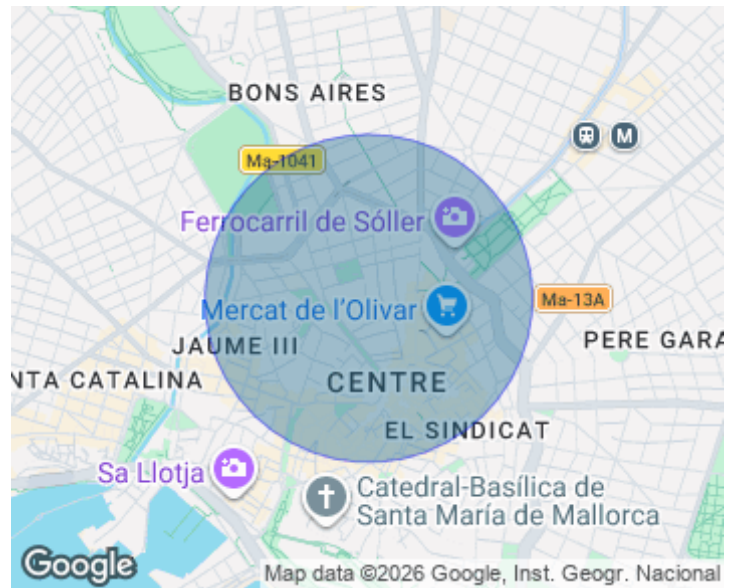 BONS AIRES
Ma-1041
M
Ferrocarril de Sóller
Mercat de l'Olivar
Ma-13A
JAUME III
PERE GARA
NTA CATALINA
CENTRE
EL SINDICAT
Sa Llotja
Catedral-Basílica de
Santa María de Mallorca
Google
Map data ©2026 Google, Inst. Geogr. Nacional